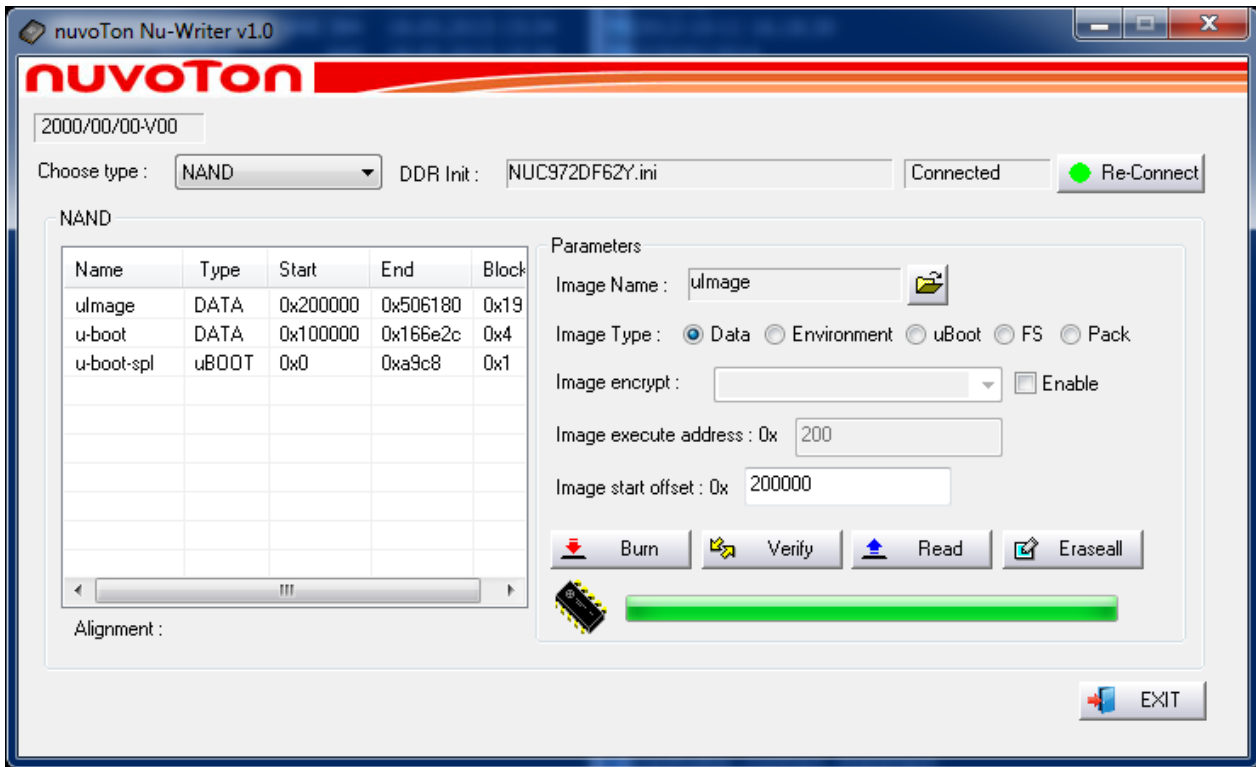 nuvoTon Nu-Writer v1.0
nuvoTon
2000/00/00-V00
Choose type : NAND DDR Init : NUC972DF62Y.ini Connected Re-Connect
NAND
Name Type Start End Block
uImage DATA 0x200000 0x506180 0x19
u-boot DATA 0x100000 0x166e2c 0x4
u-boot-spl uBOOT 0x0 0xa9c8 0x1
Alignment :
Parameters
Image Name : uImage
Image Type : Data Environment uBoot FS Pack
Image encrypt : Enable
Image execute address : 0x 200
Image start offset : 0x 200000
Burn Verify Read Eraseall
EXIT